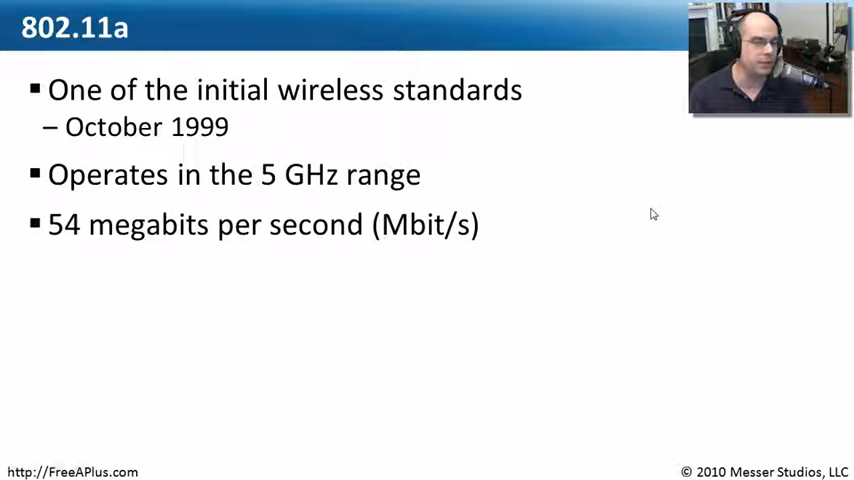 802.11a
▪ One of the initial wireless standards
– October 1999
▪ Operates in the 5 GHz range
▪ 54 megabits per second (Mbit/s)
http://FreeAPlus.com
© 2010 Messer Studios, LLC